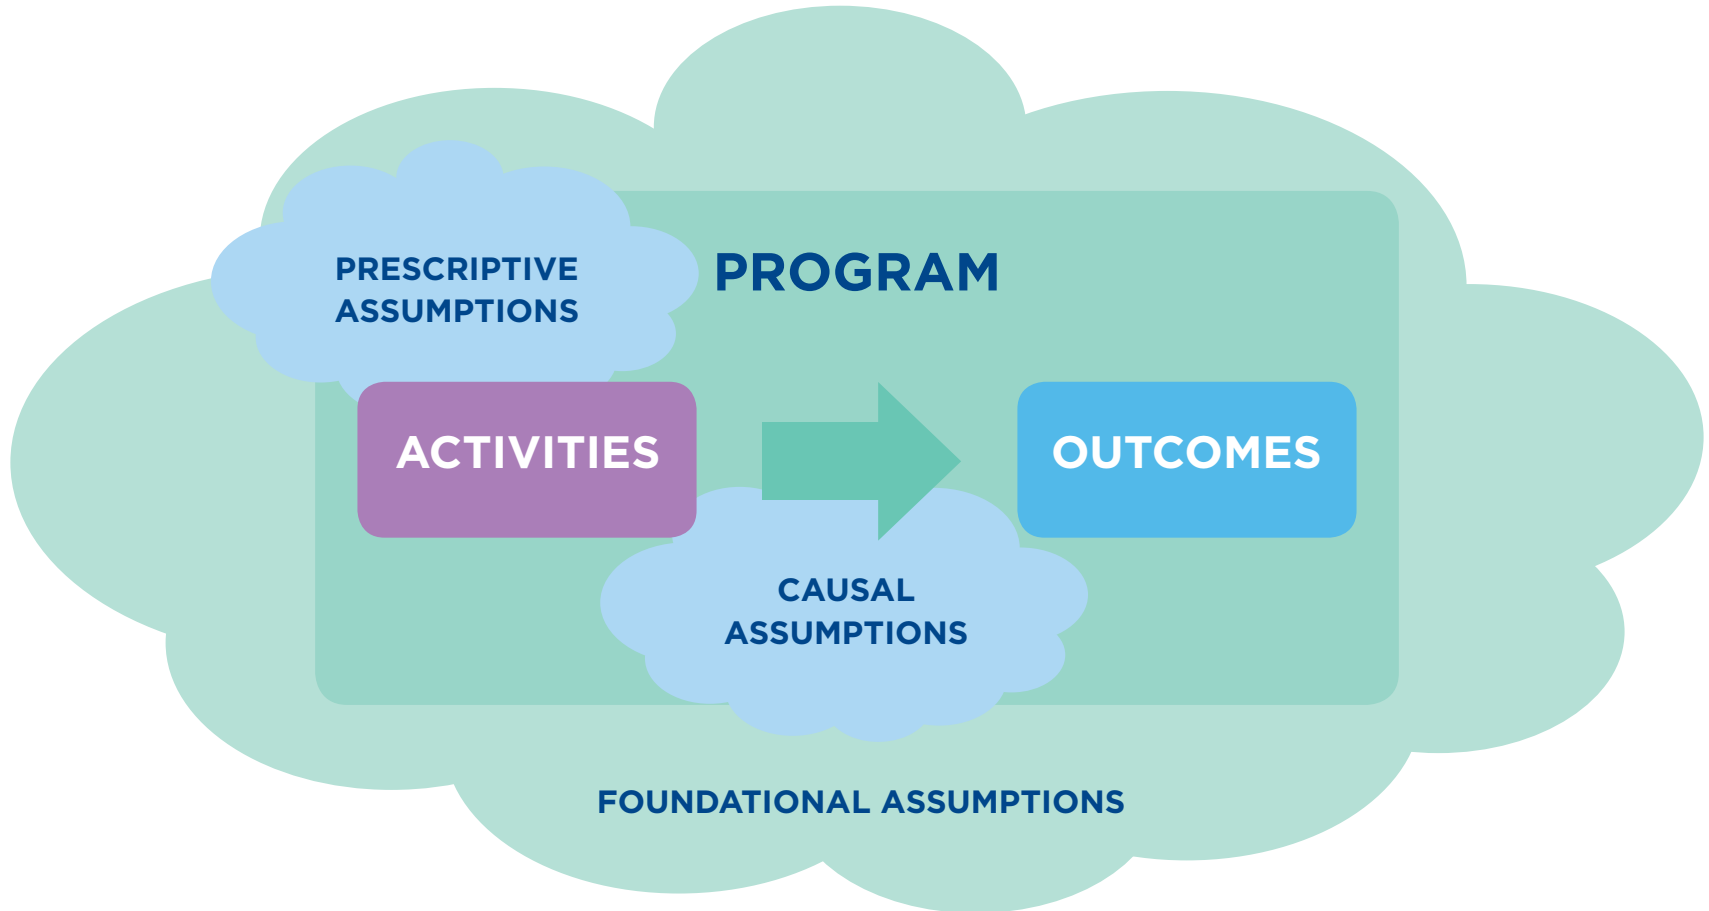 PRESCRIPTIVE
ASSUMPTIONS
PROGRAM
ACTIVITIES
OUTCOMES
CAUSAL
ASSUMPTIONS
FOUNDATIONAL ASSUMPTIONS